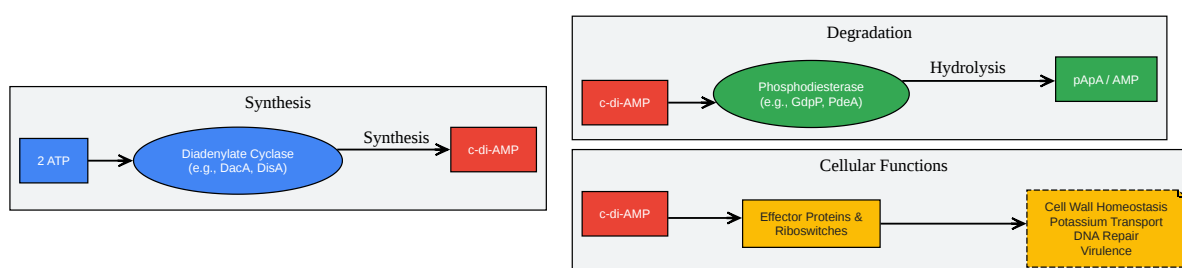 Synthesis
2 ATP
Diadenylate Cyclase
(e.g., DacA, DisA)
Synthesis
c-di-AMP
Degradation
c-di-AMP
Phosphodiesterase
(e.g., GdpP, PdeA)
Hydrolysis
pApA / AMP
Cellular Functions
c-di-AMP
Effector Proteins &
Riboswitches
Cell Wall Homeostasis
Potassium Transport
DNA Repair
Virulence